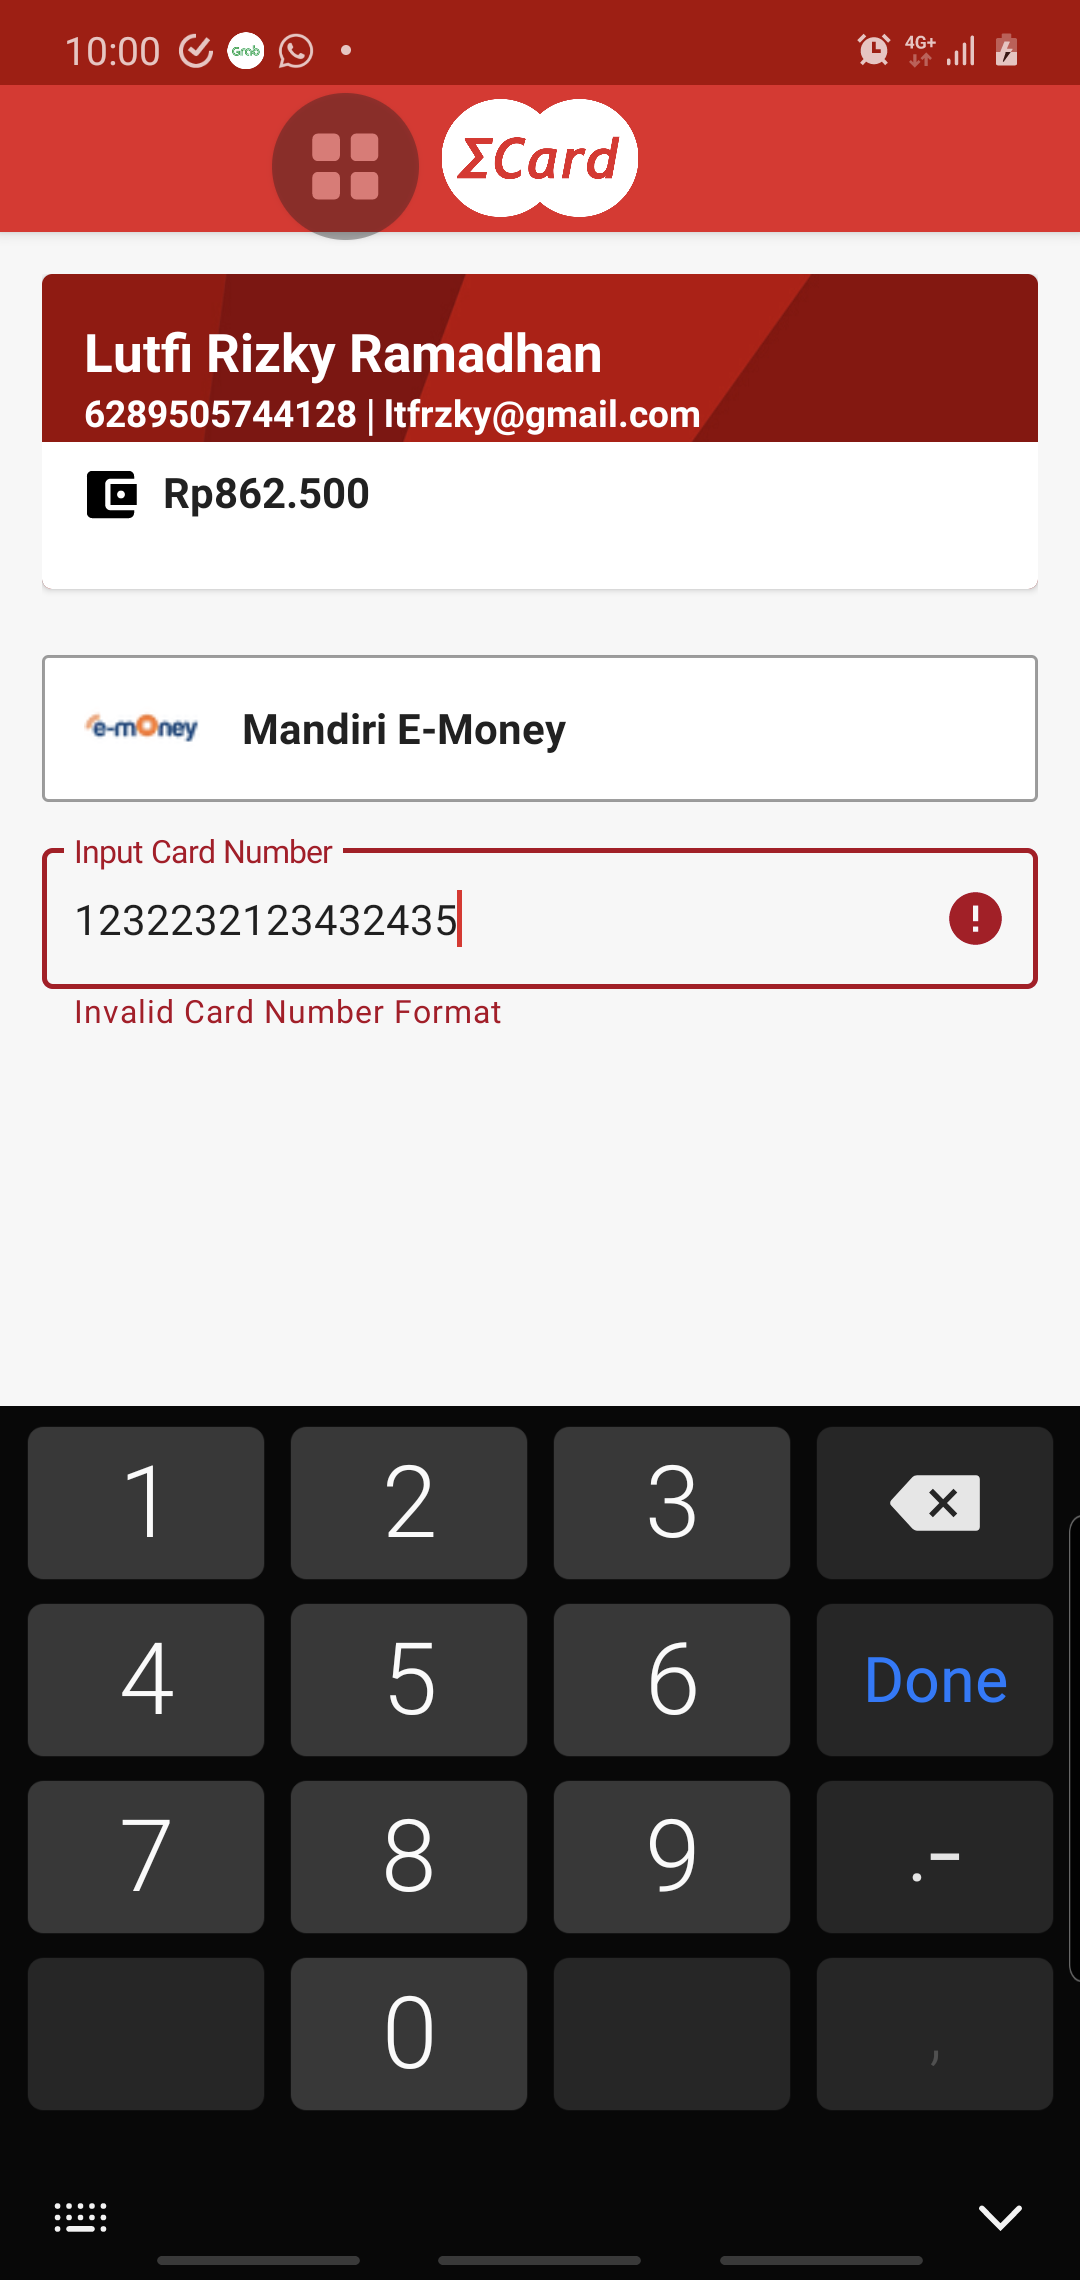 10:00 Grab 4G+
ΣCard
Lutfi Rizky Ramadhan
6289505744128 | ltfrzky@gmail.com
Rp862.500
e-money Mandiri E-Money
Input Card Number
1232232123432435
Invalid Card Number Format
1 2 3
4 5 6 Done
7 8 9 .-
0 ,